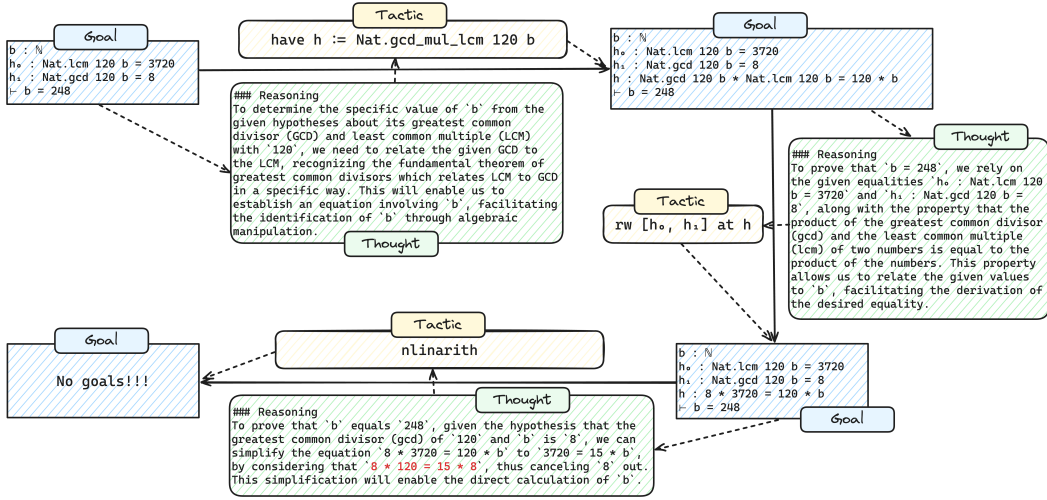 Goal
b : ℕ
h₀ : Nat.lcm 120 b = 3720
h₁ : Nat.gcd 120 b = 8
⊢ b = 248
Tactic
have h := Nat.gcd_mul_lcm 120 b
### Reasoning
To determine the specific value of `b` from the
given hypotheses about its greatest common
divisor (GCD) and least common multiple (LCM)
with `120`, we need to relate the given GCD to
the LCM, recognizing the fundamental theorem of
greatest common divisors which relates LCM to GCD
in a specific way. This will enable us to
establish an equation involving `b`, facilitating
the identification of `b` through algebraic
manipulation.
Thought
Goal
b : ℕ
h₀ : Nat.lcm 120 b = 3720
h₁ : Nat.gcd 120 b = 8
h : Nat.gcd 120 b * Nat.lcm 120 b = 120 * b
⊢ b = 248
Thought
### Reasoning
To prove that `b = 248`, we rely on
the given equalities `h₀ : Nat.lcm 120
b = 3720` and `h₁ : Nat.gcd 120 b =
8`, along with the property that the
product of the greatest common divisor
(gcd) and the least common multiple
(lcm) of two numbers is equal to the
product of the numbers. This property
allows us to relate the given values
to `b`, facilitating the derivation of
the desired equality.
Tactic
rw [h₀, h₁] at h
b : ℕ
h₀ : Nat.lcm 120 b = 3720
h₁ : Nat.gcd 120 b = 8
h : 8 * 3720 = 120 * b
⊢ b = 248
Goal
Thought
### Reasoning
To prove that `b` equals `248`, given the hypothesis that the
greatest common divisor (gcd) of `120` and `b` is `8`, we can
simplify the equation `8 * 3720 = 120 * b` to `3720 = 15 * b`,
by considering that `8 * 120 = 15 * 8`, thus canceling `8` out.
This simplification will enable the direct calculation of `b`.
Tactic
nlinarith
Goal
No goals!!!